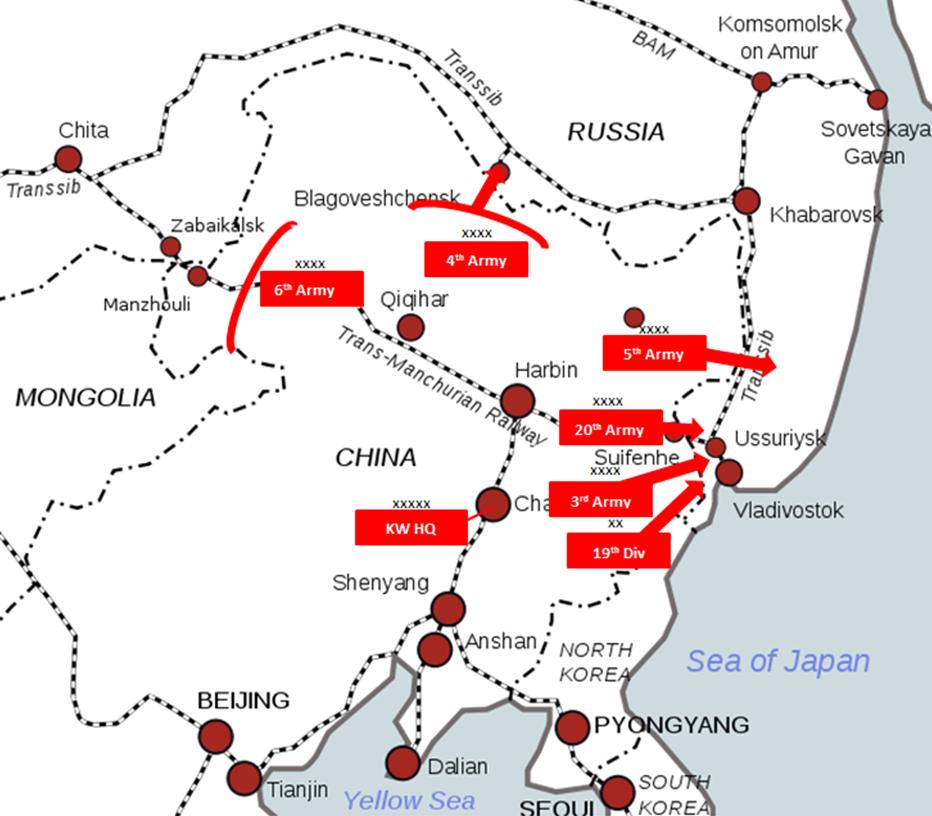 Komsomolsk
on Amur
BAM
Transsib
Chita
RUSSIA
Sovetskaya
Gavan
Transsib
Blagoveshchensk
Khabarovsk
Zabaikalsk
xxxx
4th Army
xxxx
6th Army
Manzhouli
Qiqihar
xxxx
5th Army
Transsib
Trans-Manchurian Railway
Harbin
MONGOLIA
xxxx
20th Army
Ussuriysk
CHINA
Suifenhe
xxxx
3rd Army
xxxxx
KW HQ
Cha
Vladivostok
xx
19th Div
Shenyang
Anshan
NORTH
KOREA
Sea of Japan
BEIJING
PYONGYANG
Dalian
Tianjin
Yellow Sea
SOUTH
KOREA
SEOUL